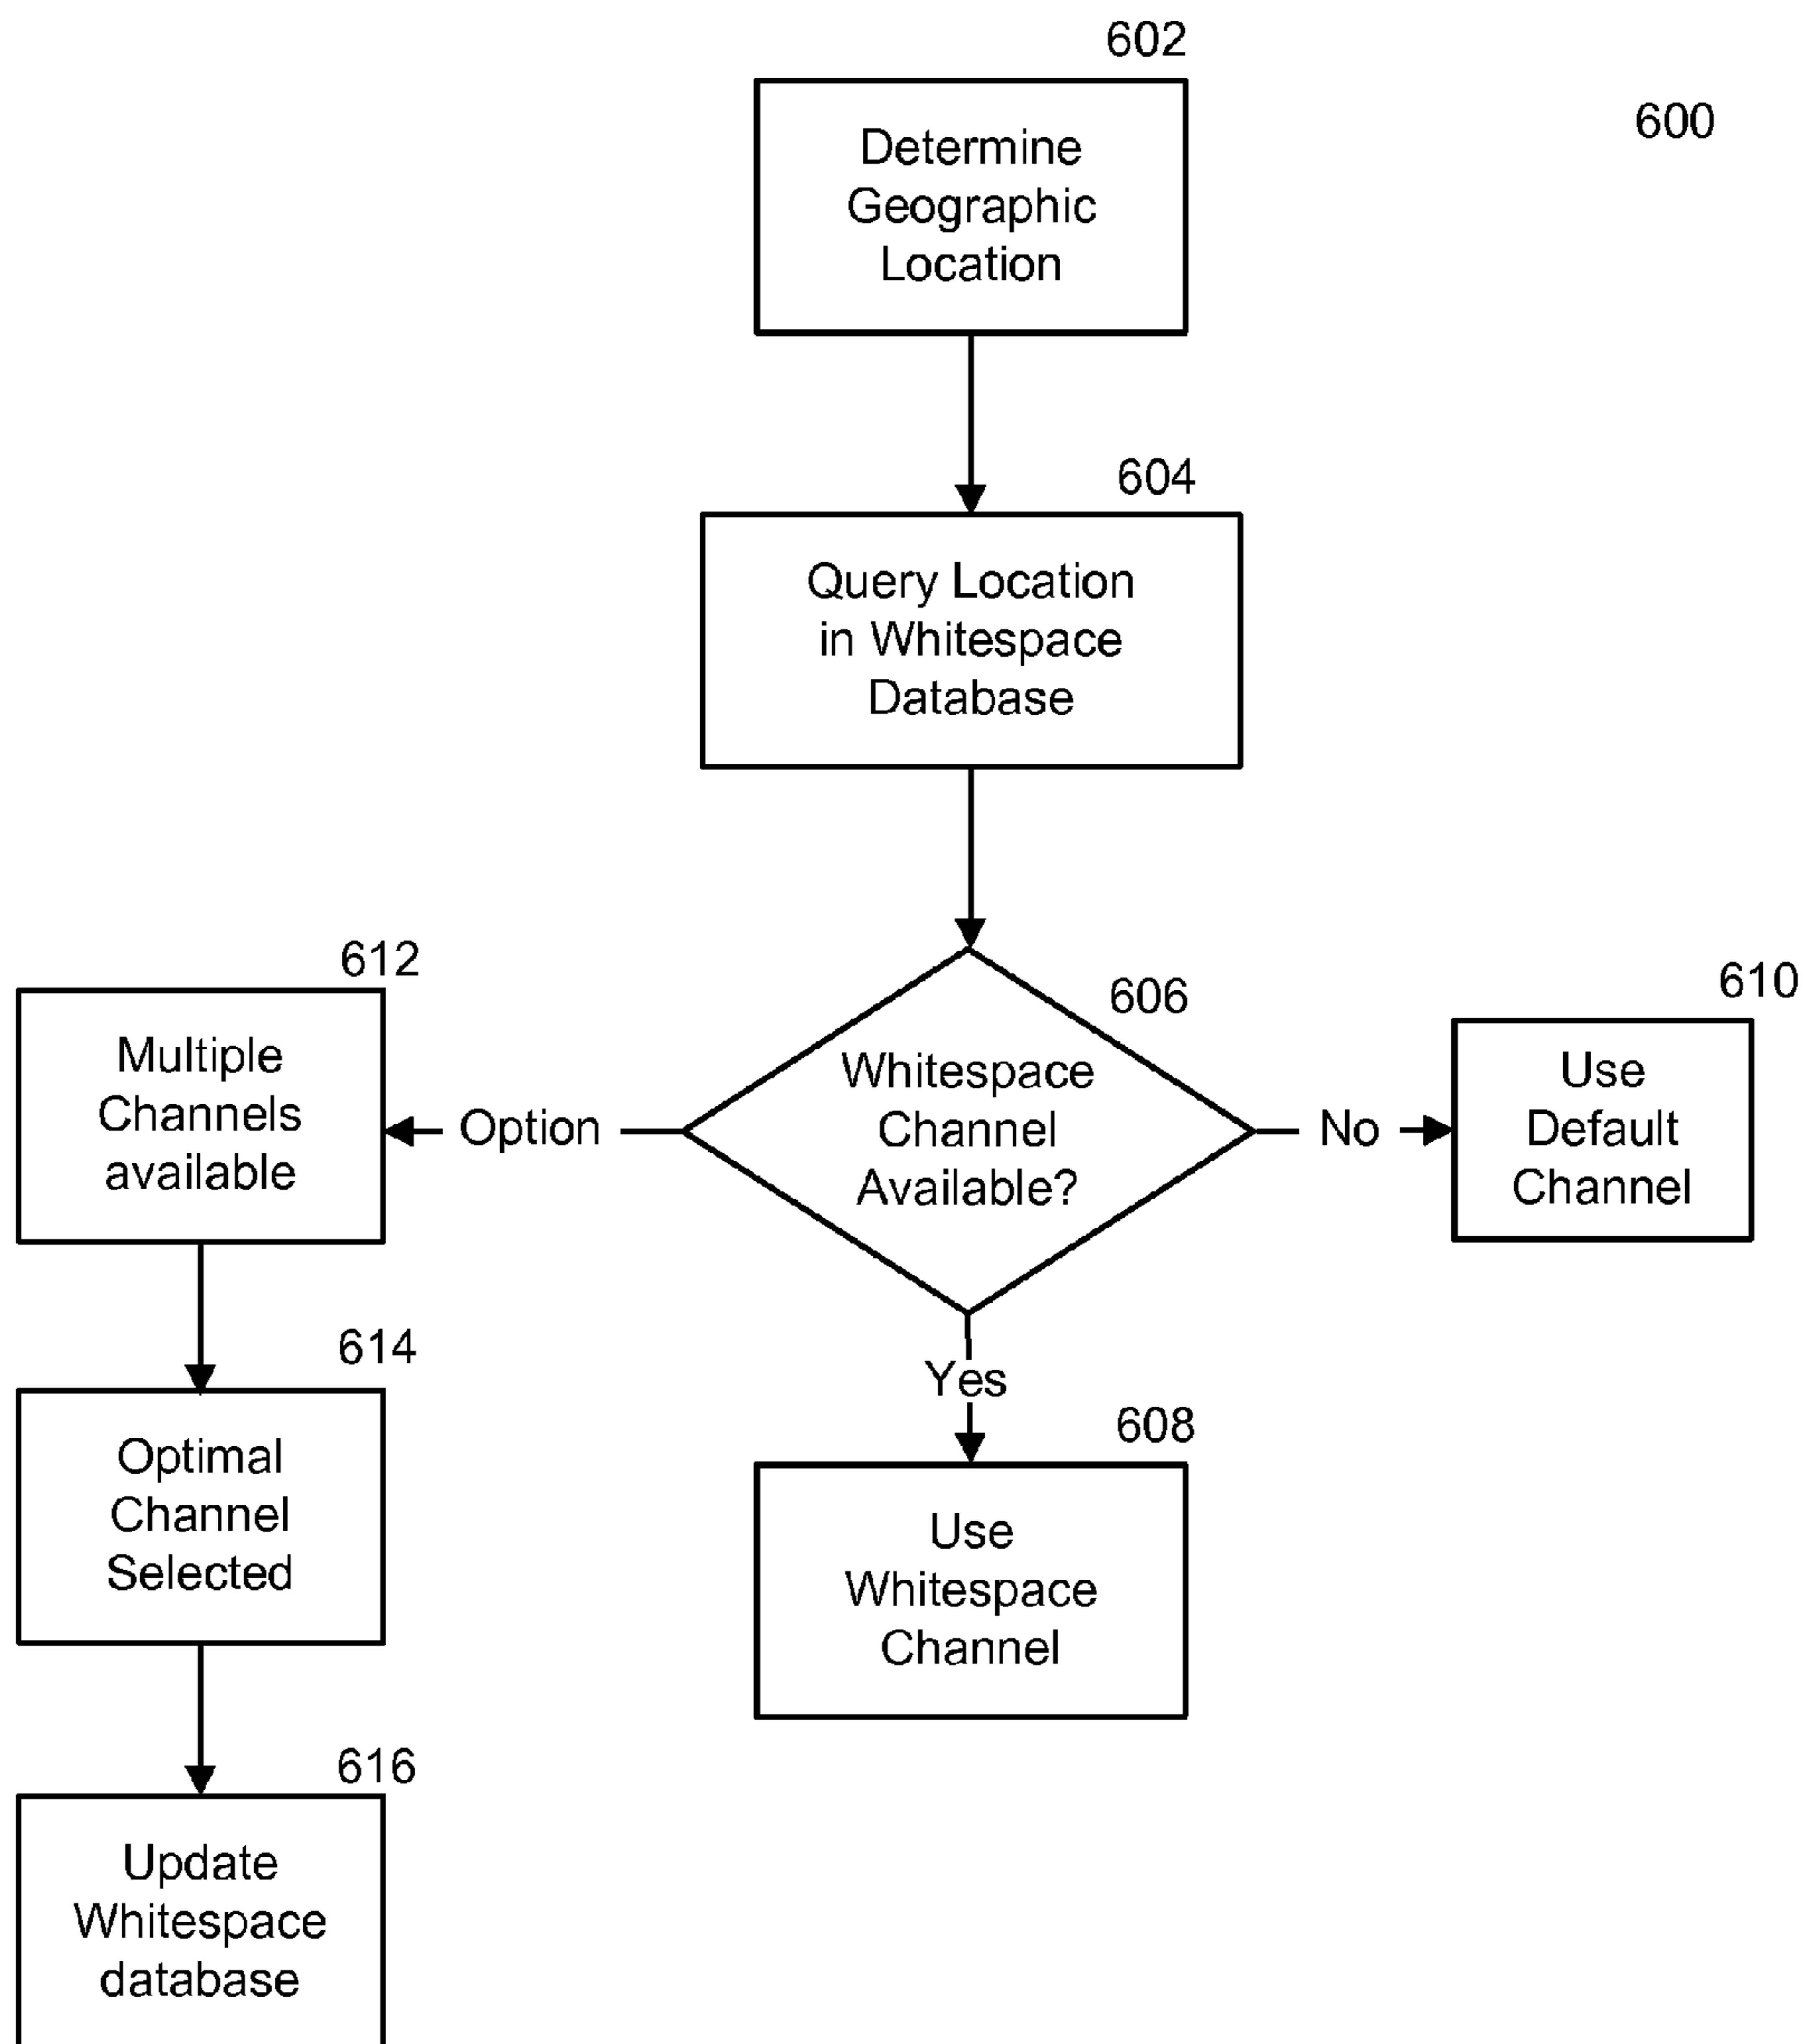 602
600
Determine
Geographic
Location
604
Query Location
in Whitespace
Database
606
Whitespace
Channel
Available?
Option
No
Yes
612
Multiple
Channels
available
610
Use
Default
Channel
614
Optimal
Channel
Selected
608
Use
Whitespace
Channel
616
Update
Whitespace
database